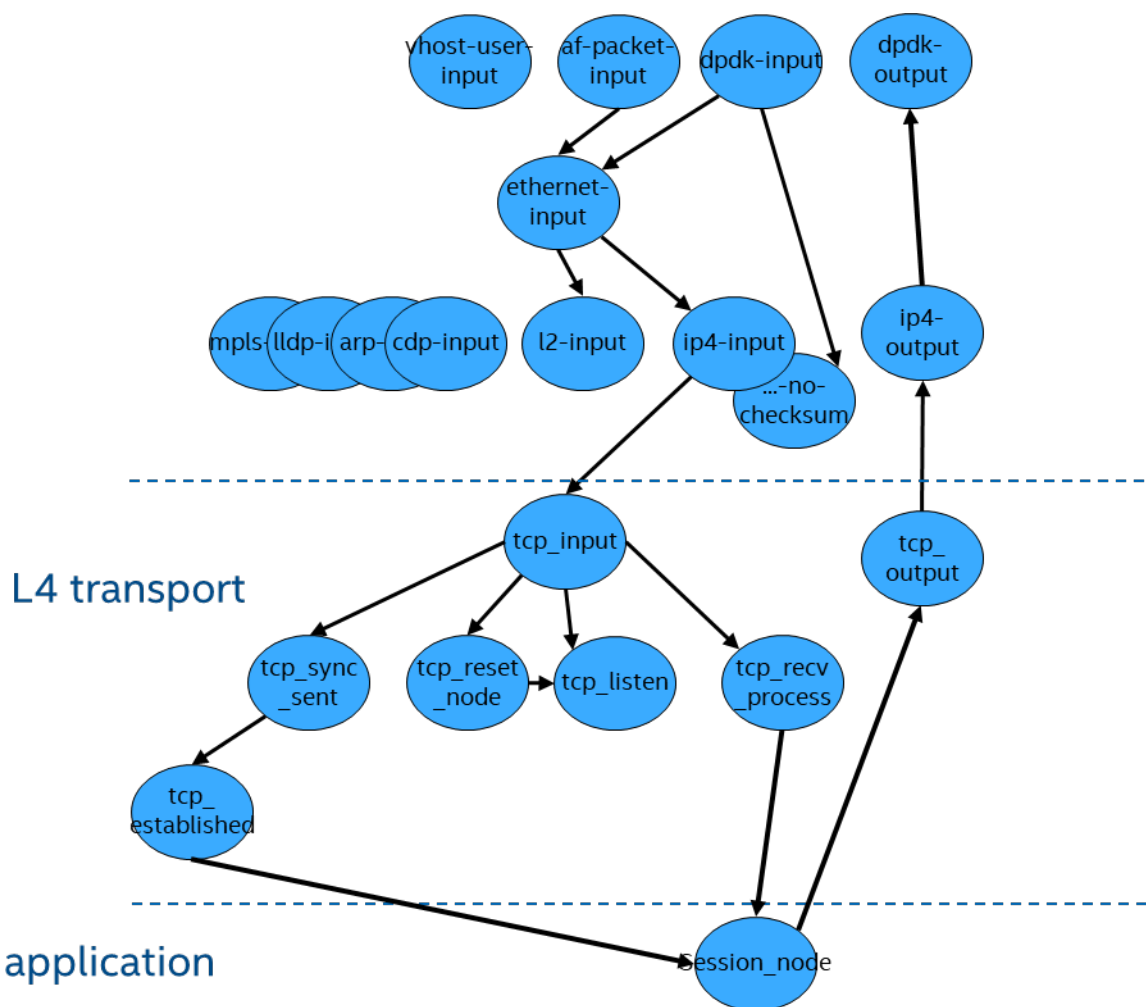 vhost-user-
input
af-packet-
input
dpdk-input
dpdk-
output
ethernet-
input
mpls-
lldp-i
arp-
cdp-input
l2-input
ip4-input
...-no-
checksum
ip4-
output
L4 transport
tcp_input
tcp_
output
tcp_sync
_sent
tcp_reset
_node
tcp_listen
tcp_recv
_process
tcp_
established
application
Session_node